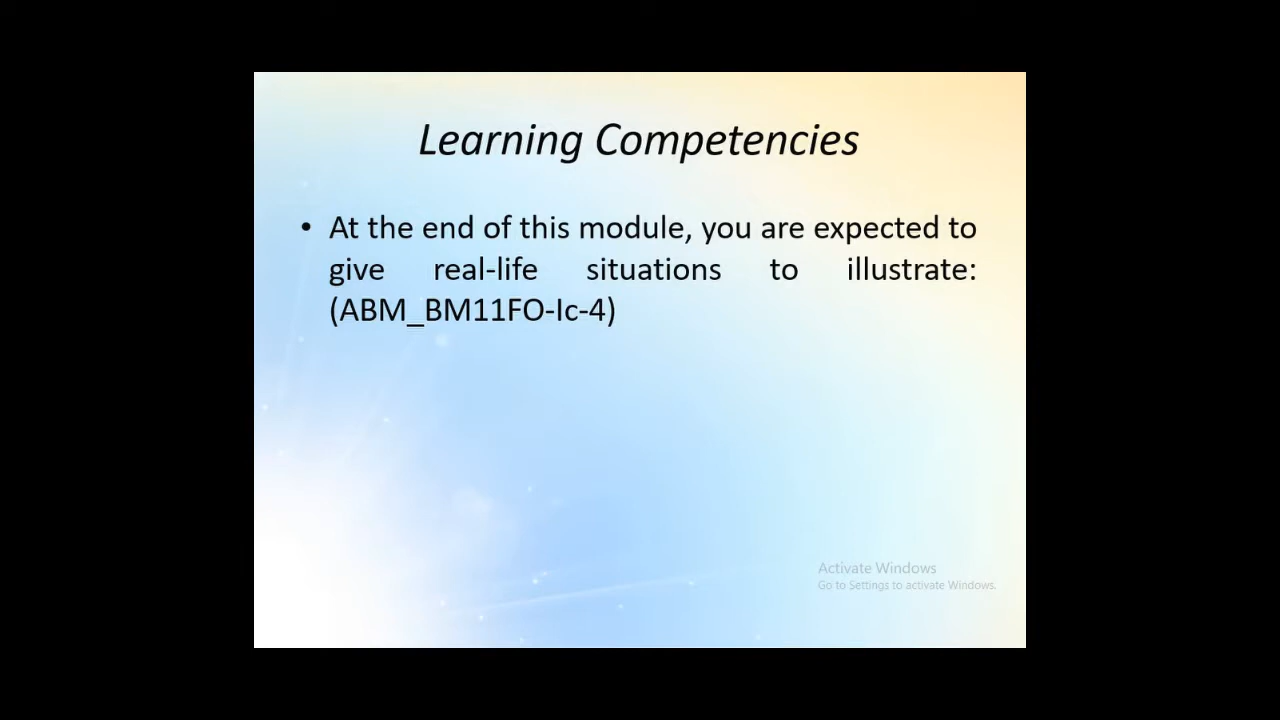 Learning Competencies
• At the end of this module, you are expected to
give real-life situations to illustrate:
(ABM_BM11FO-Ic-4)
Activate Windows
Go to Settings to activate Windows.